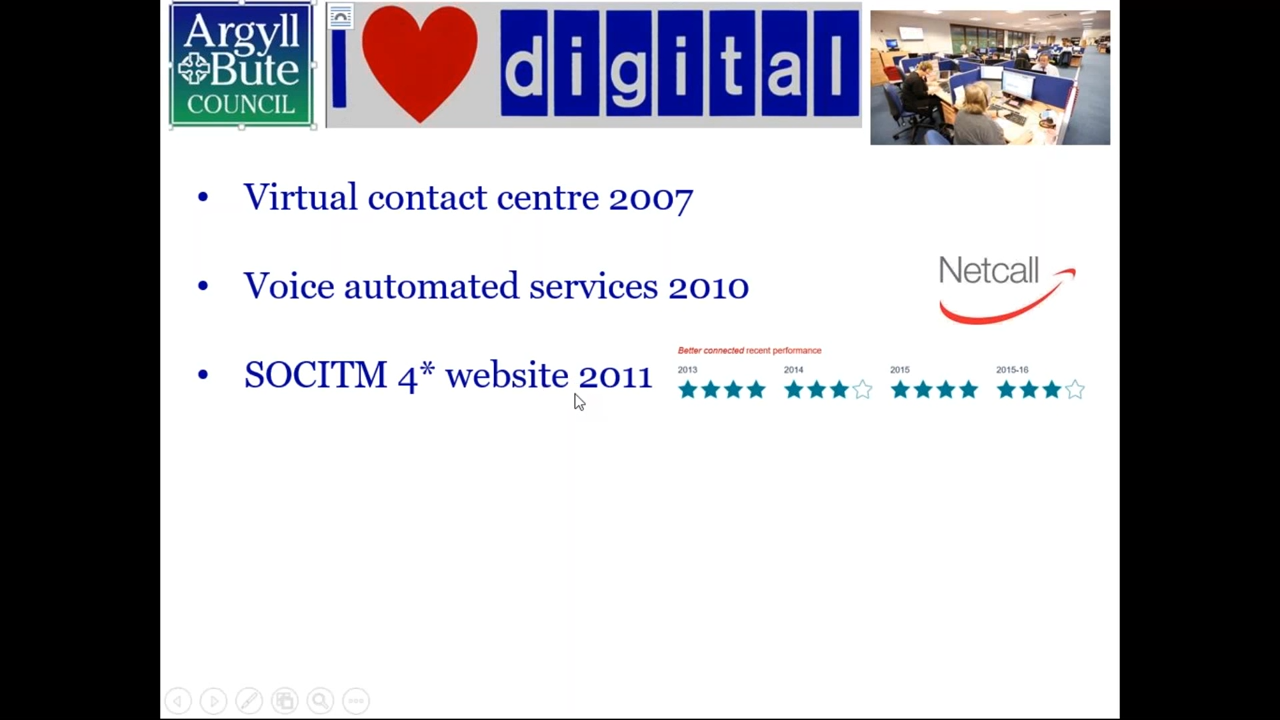 Argyll
Bute
COUNCIL
I digital
Virtual contact centre 2007
Voice automated services 2010
Netcall
Better connected recent performance
SOCITM 4* website 2011
2013 2014 2015 2015-16